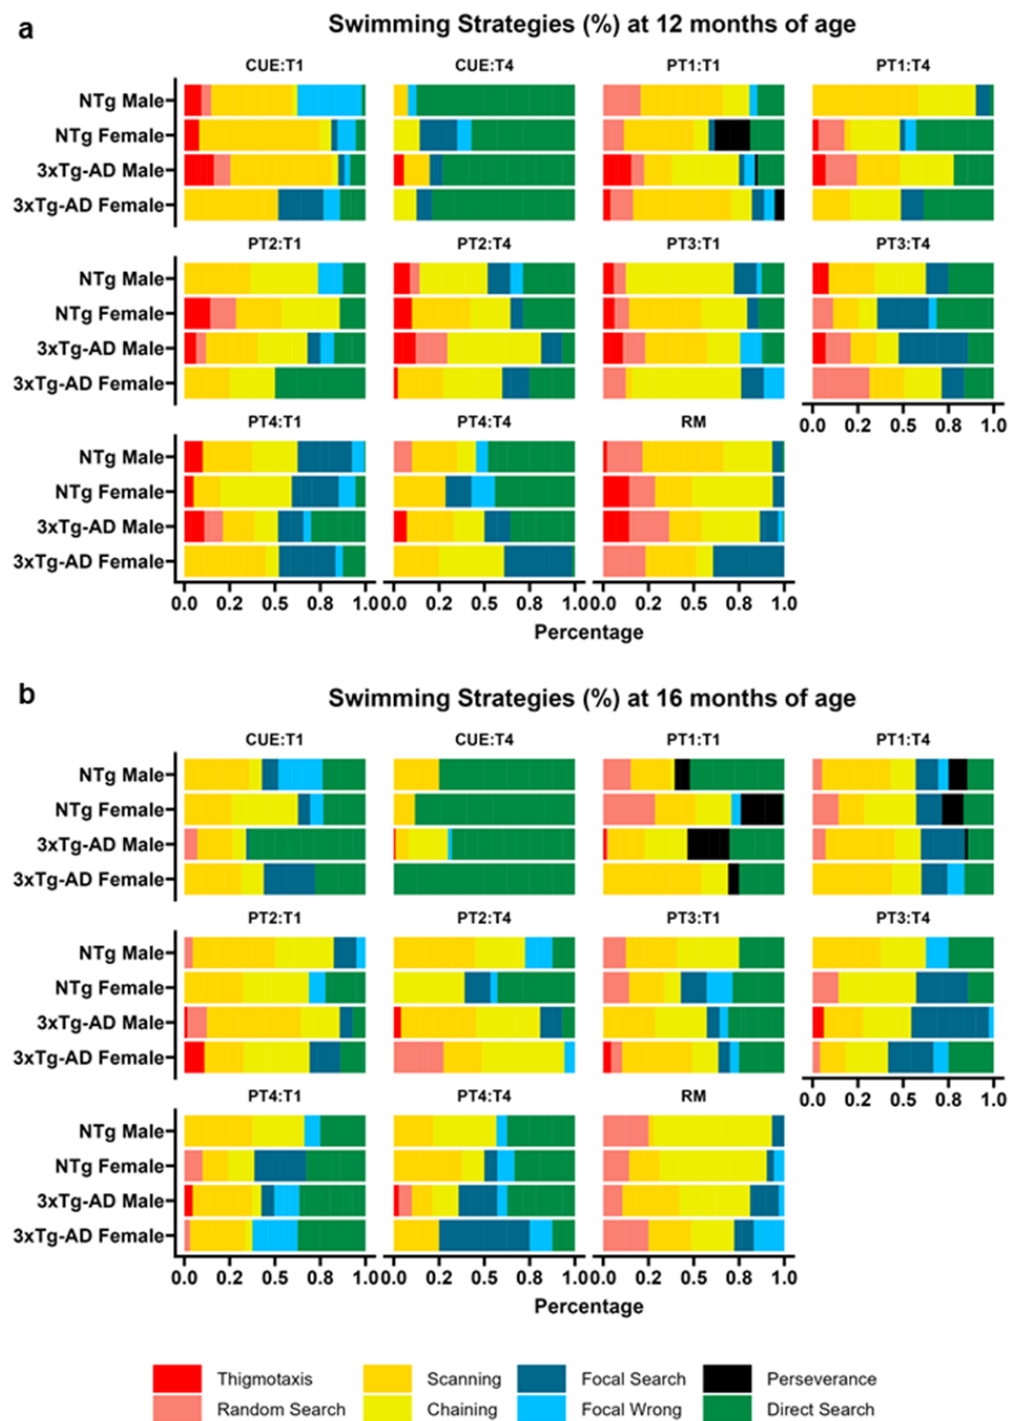 a
Swimming Strategies (%) at 12 months of age
CUE:T1 CUE:T4 PT1:T1 PT1:T4
NTg Male
NTg Female
3xTg-AD Male
3xTg-AD Female
PT2:T1 PT2:T4 PT3:T1 PT3:T4
NTg Male
NTg Female
3xTg-AD Male
3xTg-AD Female
0.0 0.2 0.5 0.8 1.0
PT4:T1 PT4:T4 RM
NTg Male
NTg Female
3xTg-AD Male
3xTg-AD Female
0.0 0.2 0.5 0.8 1.0 0.0 0.2 0.5 0.8 1.0 0.0 0.2 0.5 0.8 1.0
Percentage
b
Swimming Strategies (%) at 16 months of age
CUE:T1 CUE:T4 PT1:T1 PT1:T4
NTg Male
NTg Female
3xTg-AD Male
3xTg-AD Female
PT2:T1 PT2:T4 PT3:T1 PT3:T4
NTg Male
NTg Female
3xTg-AD Male
3xTg-AD Female
0.0 0.2 0.5 0.8 1.0
PT4:T1 PT4:T4 RM
NTg Male
NTg Female
3xTg-AD Male
3xTg-AD Female
0.0 0.2 0.5 0.8 1.0 0.0 0.2 0.5 0.8 1.0 0.0 0.2 0.5 0.8 1.0
Percentage
Thigmotaxis Scanning Focal Search Perseverance
Random Search Chaining Focal Wrong Direct Search